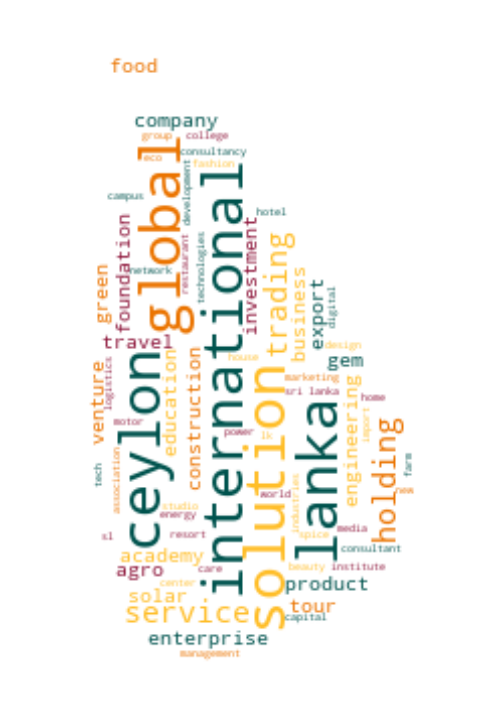 food
company
group
college
global
eco
consultancy
fashion
development
international
campus
hotel
foundation
network
restaurant
technologies
investment
trading
green
business
export
digital
travel
ceylon
education
construction
house
design
gem
venture
logistics
solution
marketing
sri lanka
lanka
engineering
home
import
holding
motor
power
lk
tech
association
farm
new
world
industries
studio
energy
sl
resort
spice
media
consultant
academy
agro
care
beauty
institute
center
product
solar
service
tour
capital
enterprise
management